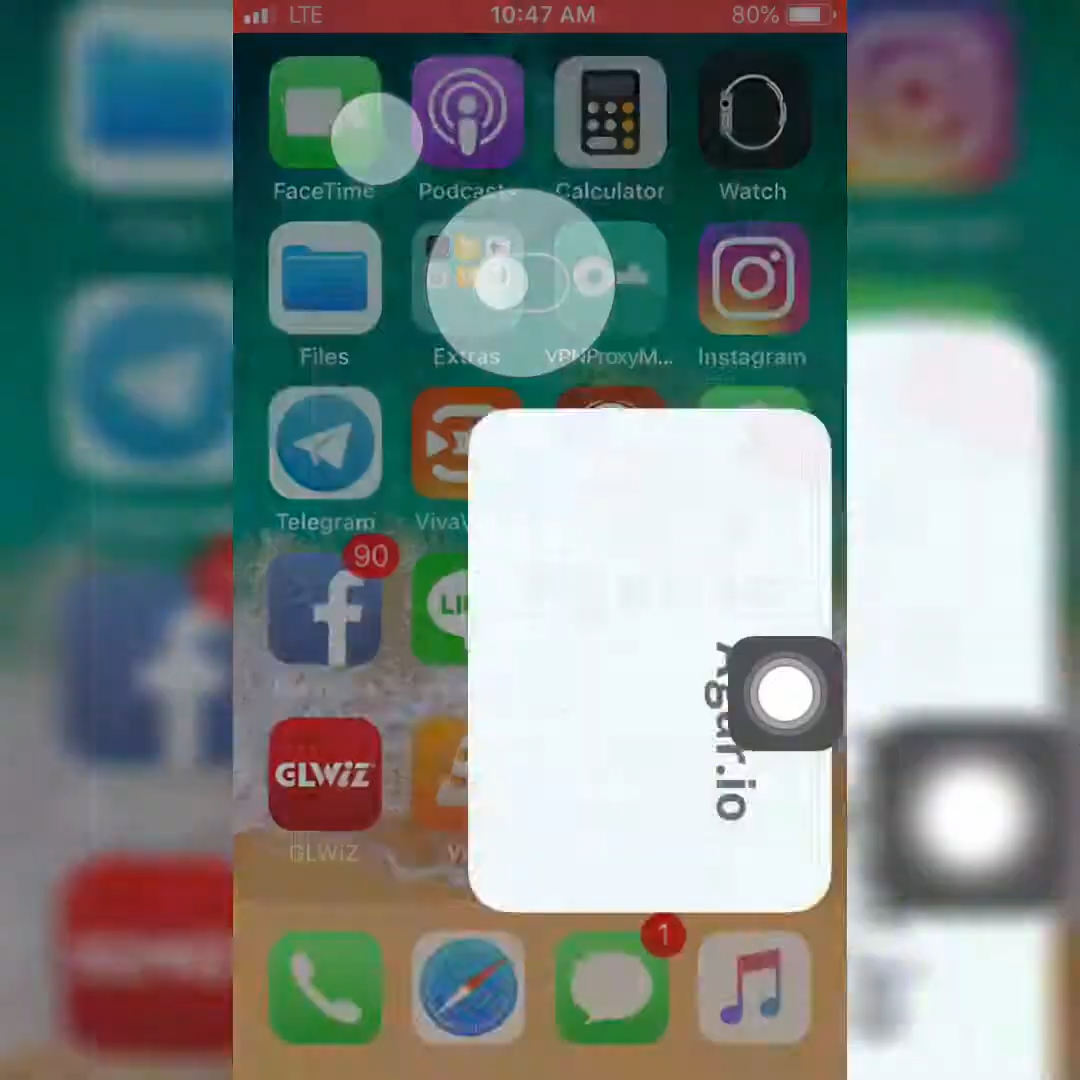 LTE 10:47 AM 80%
FaceTime Podcasts Calculator Watch
Files Extras VPNProxyM... Instagram
Telegram
90
GLWiZ
GLWiZ
Agar.io
1